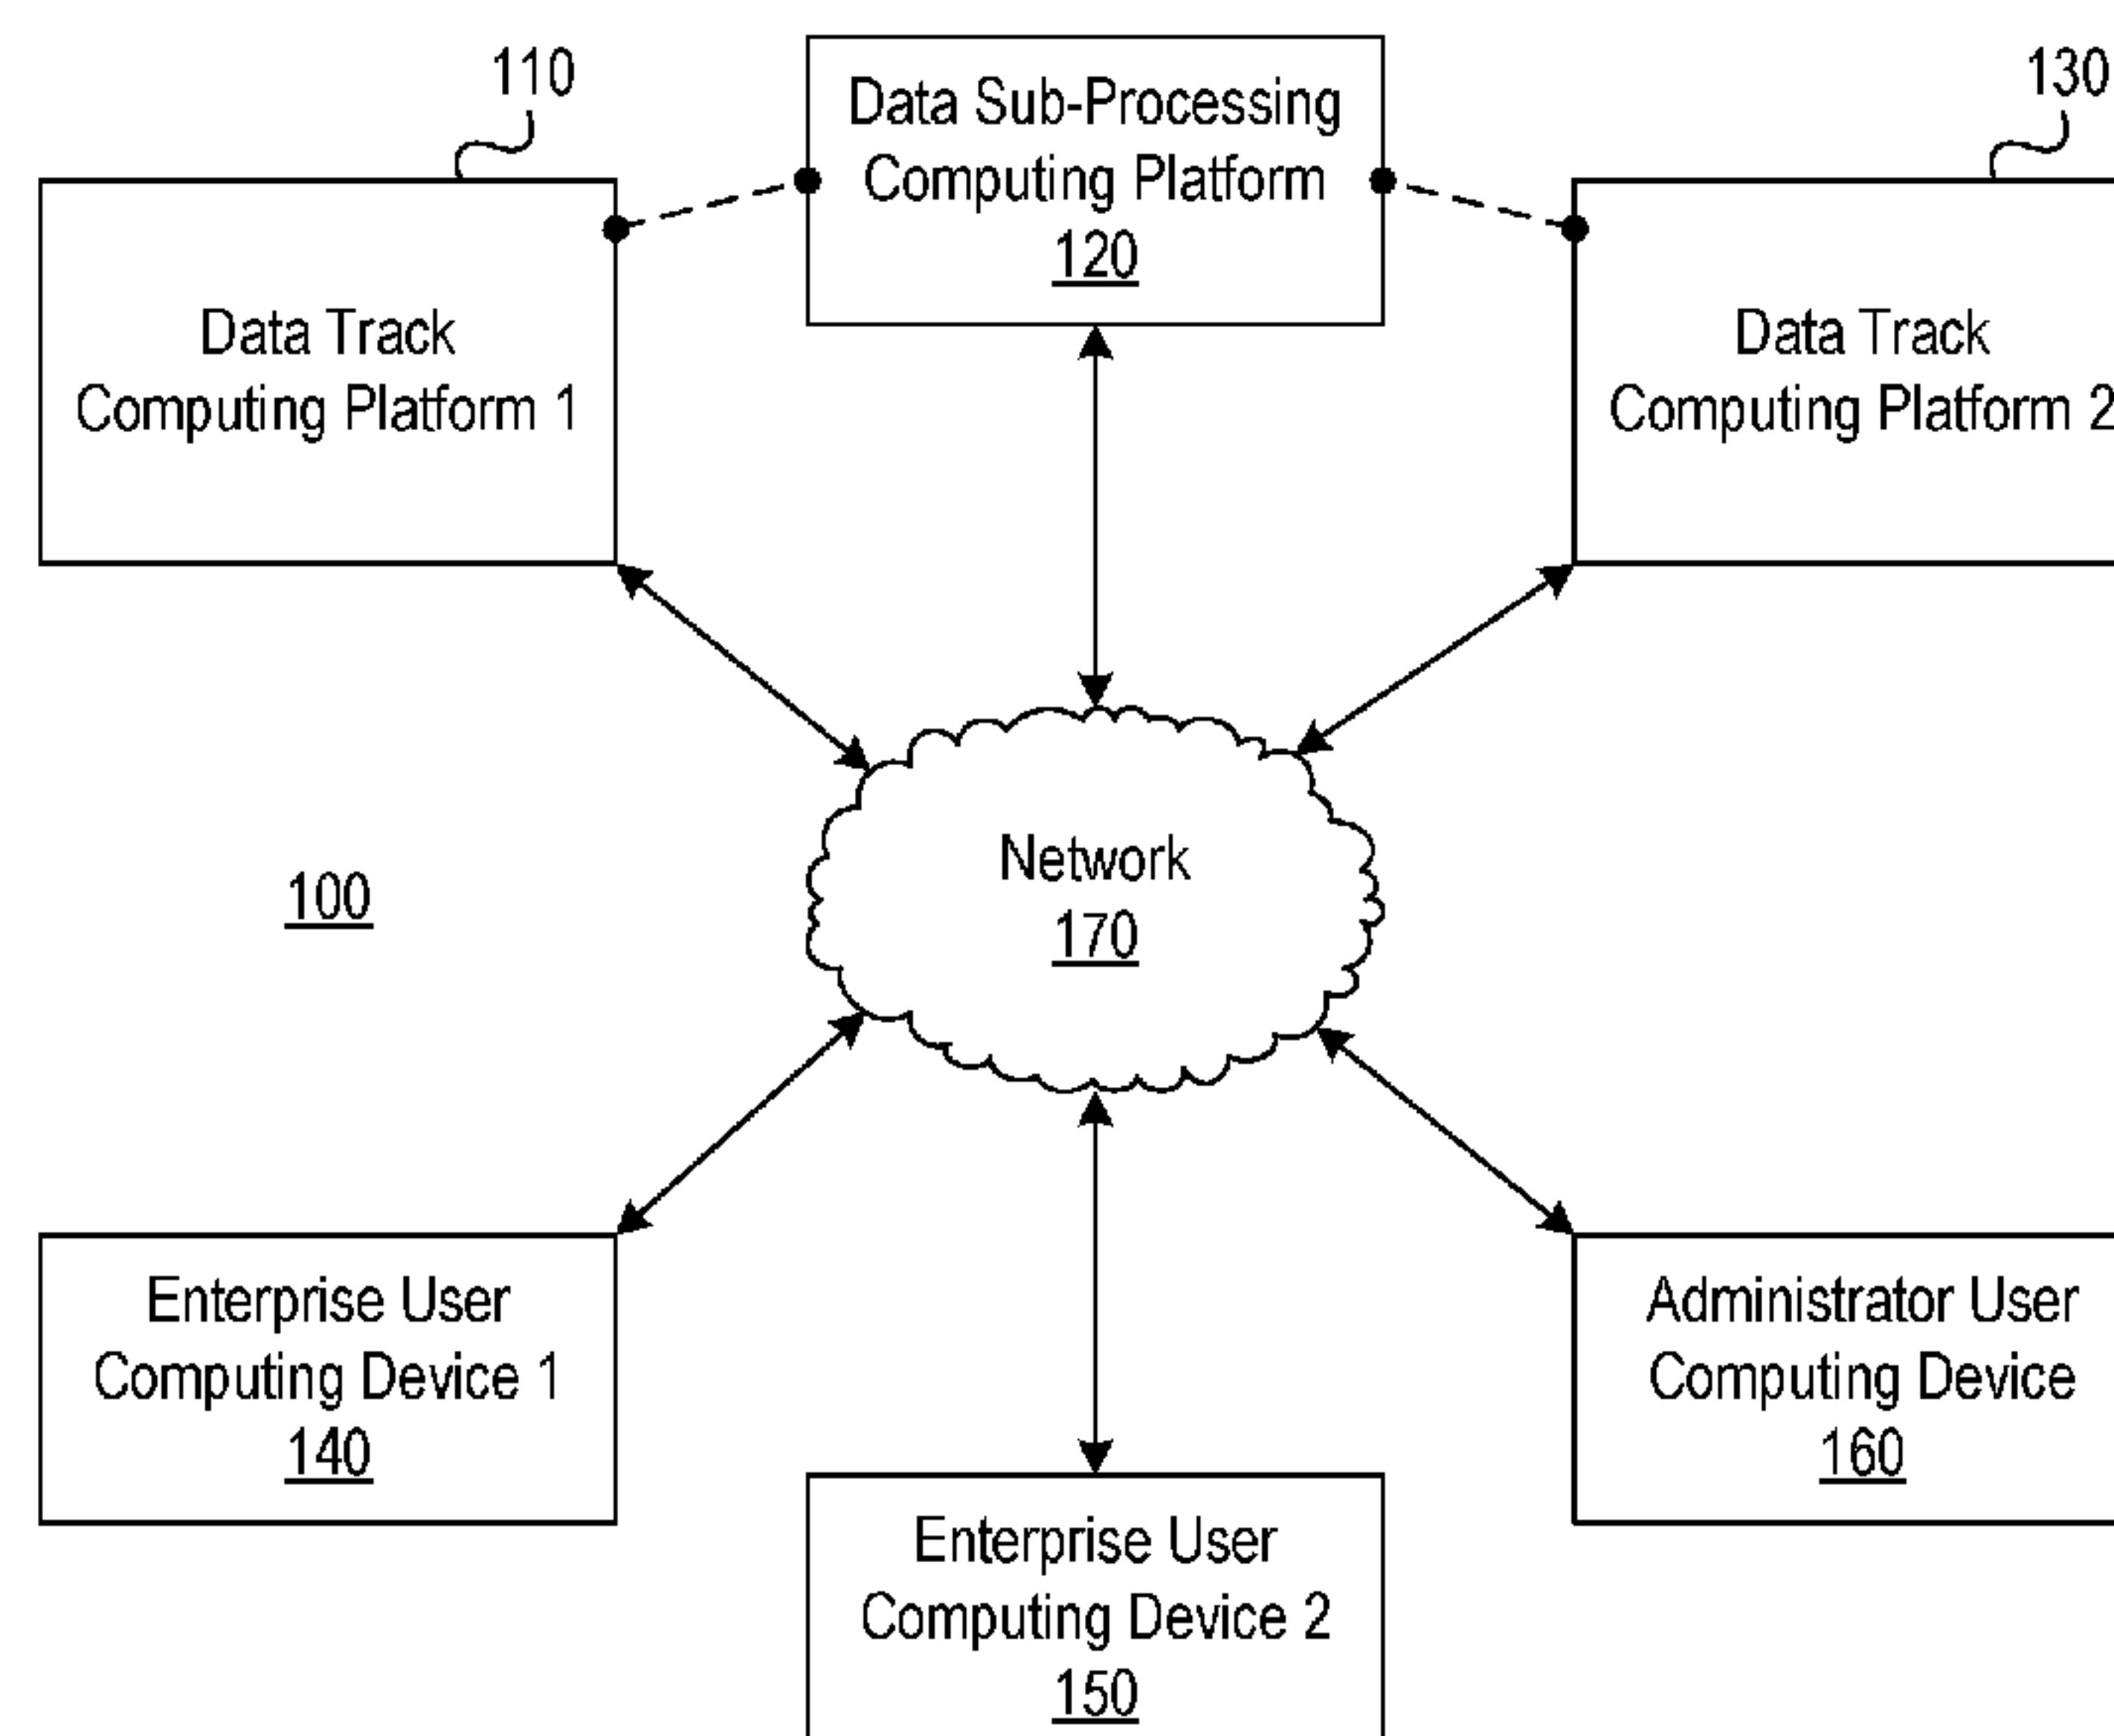 110
Data Sub-Processing
Computing Platform
120
130
Data Track
Computing Platform 1
Data Track
Computing Platform 2
100
Network
170
Enterprise User
Computing Device 1
140
Administrator User
Computing Device
160
Enterprise User
Computing Device 2
150